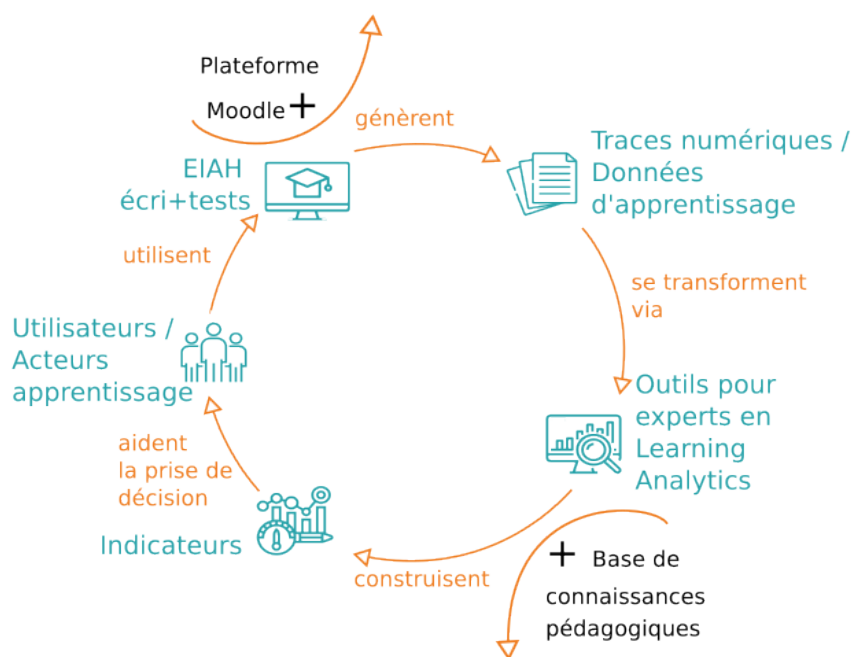 Plateforme
Moodle +
génèrent
EIAH
écri+tests
Traces numériques /
Données
d'apprentissage
utilisent
se transforment
via
Utilisateurs /
Acteurs
apprentissage
Outils pour
experts en
Learning
Analytics
aident
la prise de
décision
Indicateurs
construisent
+ Base de
connaissances
pédagogiques